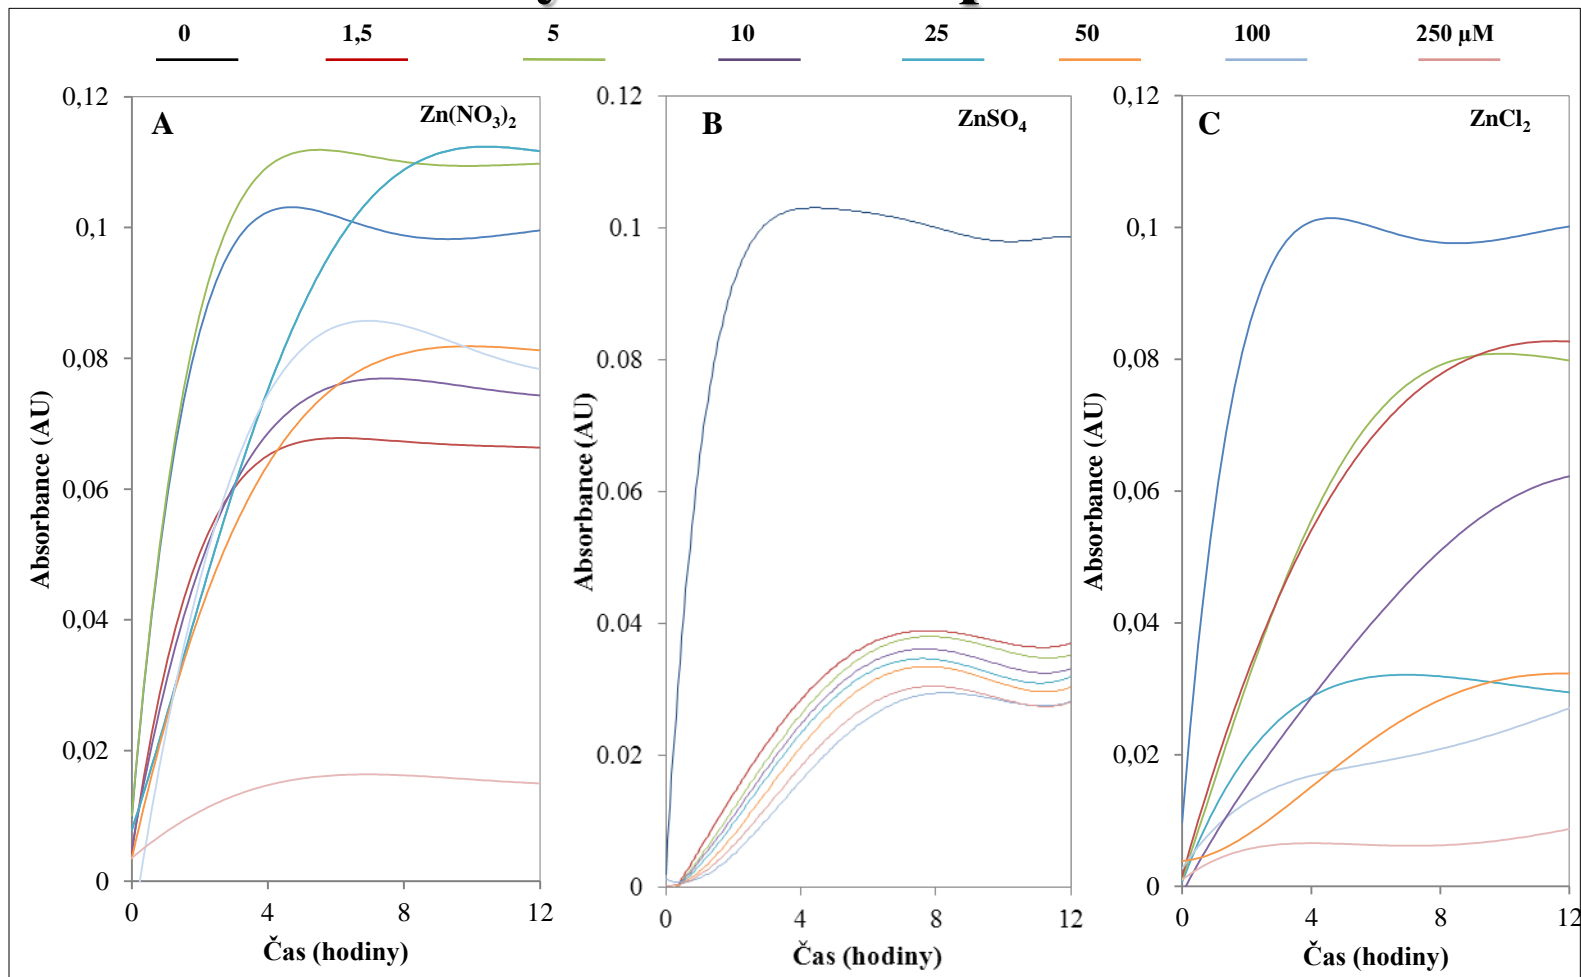 0 1,5 5 10 25 50 100 250 µM
A Zn(NO₃)₂
0,12
0,1
0,08
0,06
0,04
0,02
0
0 4 8 12
Absorbance (AU)
Čas (hodiny)
B ZnSO₄
0.12
0.1
0.08
0.06
0.04
0.02
0
0 4 8 12
Absorbance (AU)
Čas (hodiny)
C ZnCl₂
0,12
0,1
0,08
0,06
0,04
0,02
0
0 4 8 12
Absorbance (AU)
Čas (hodiny)